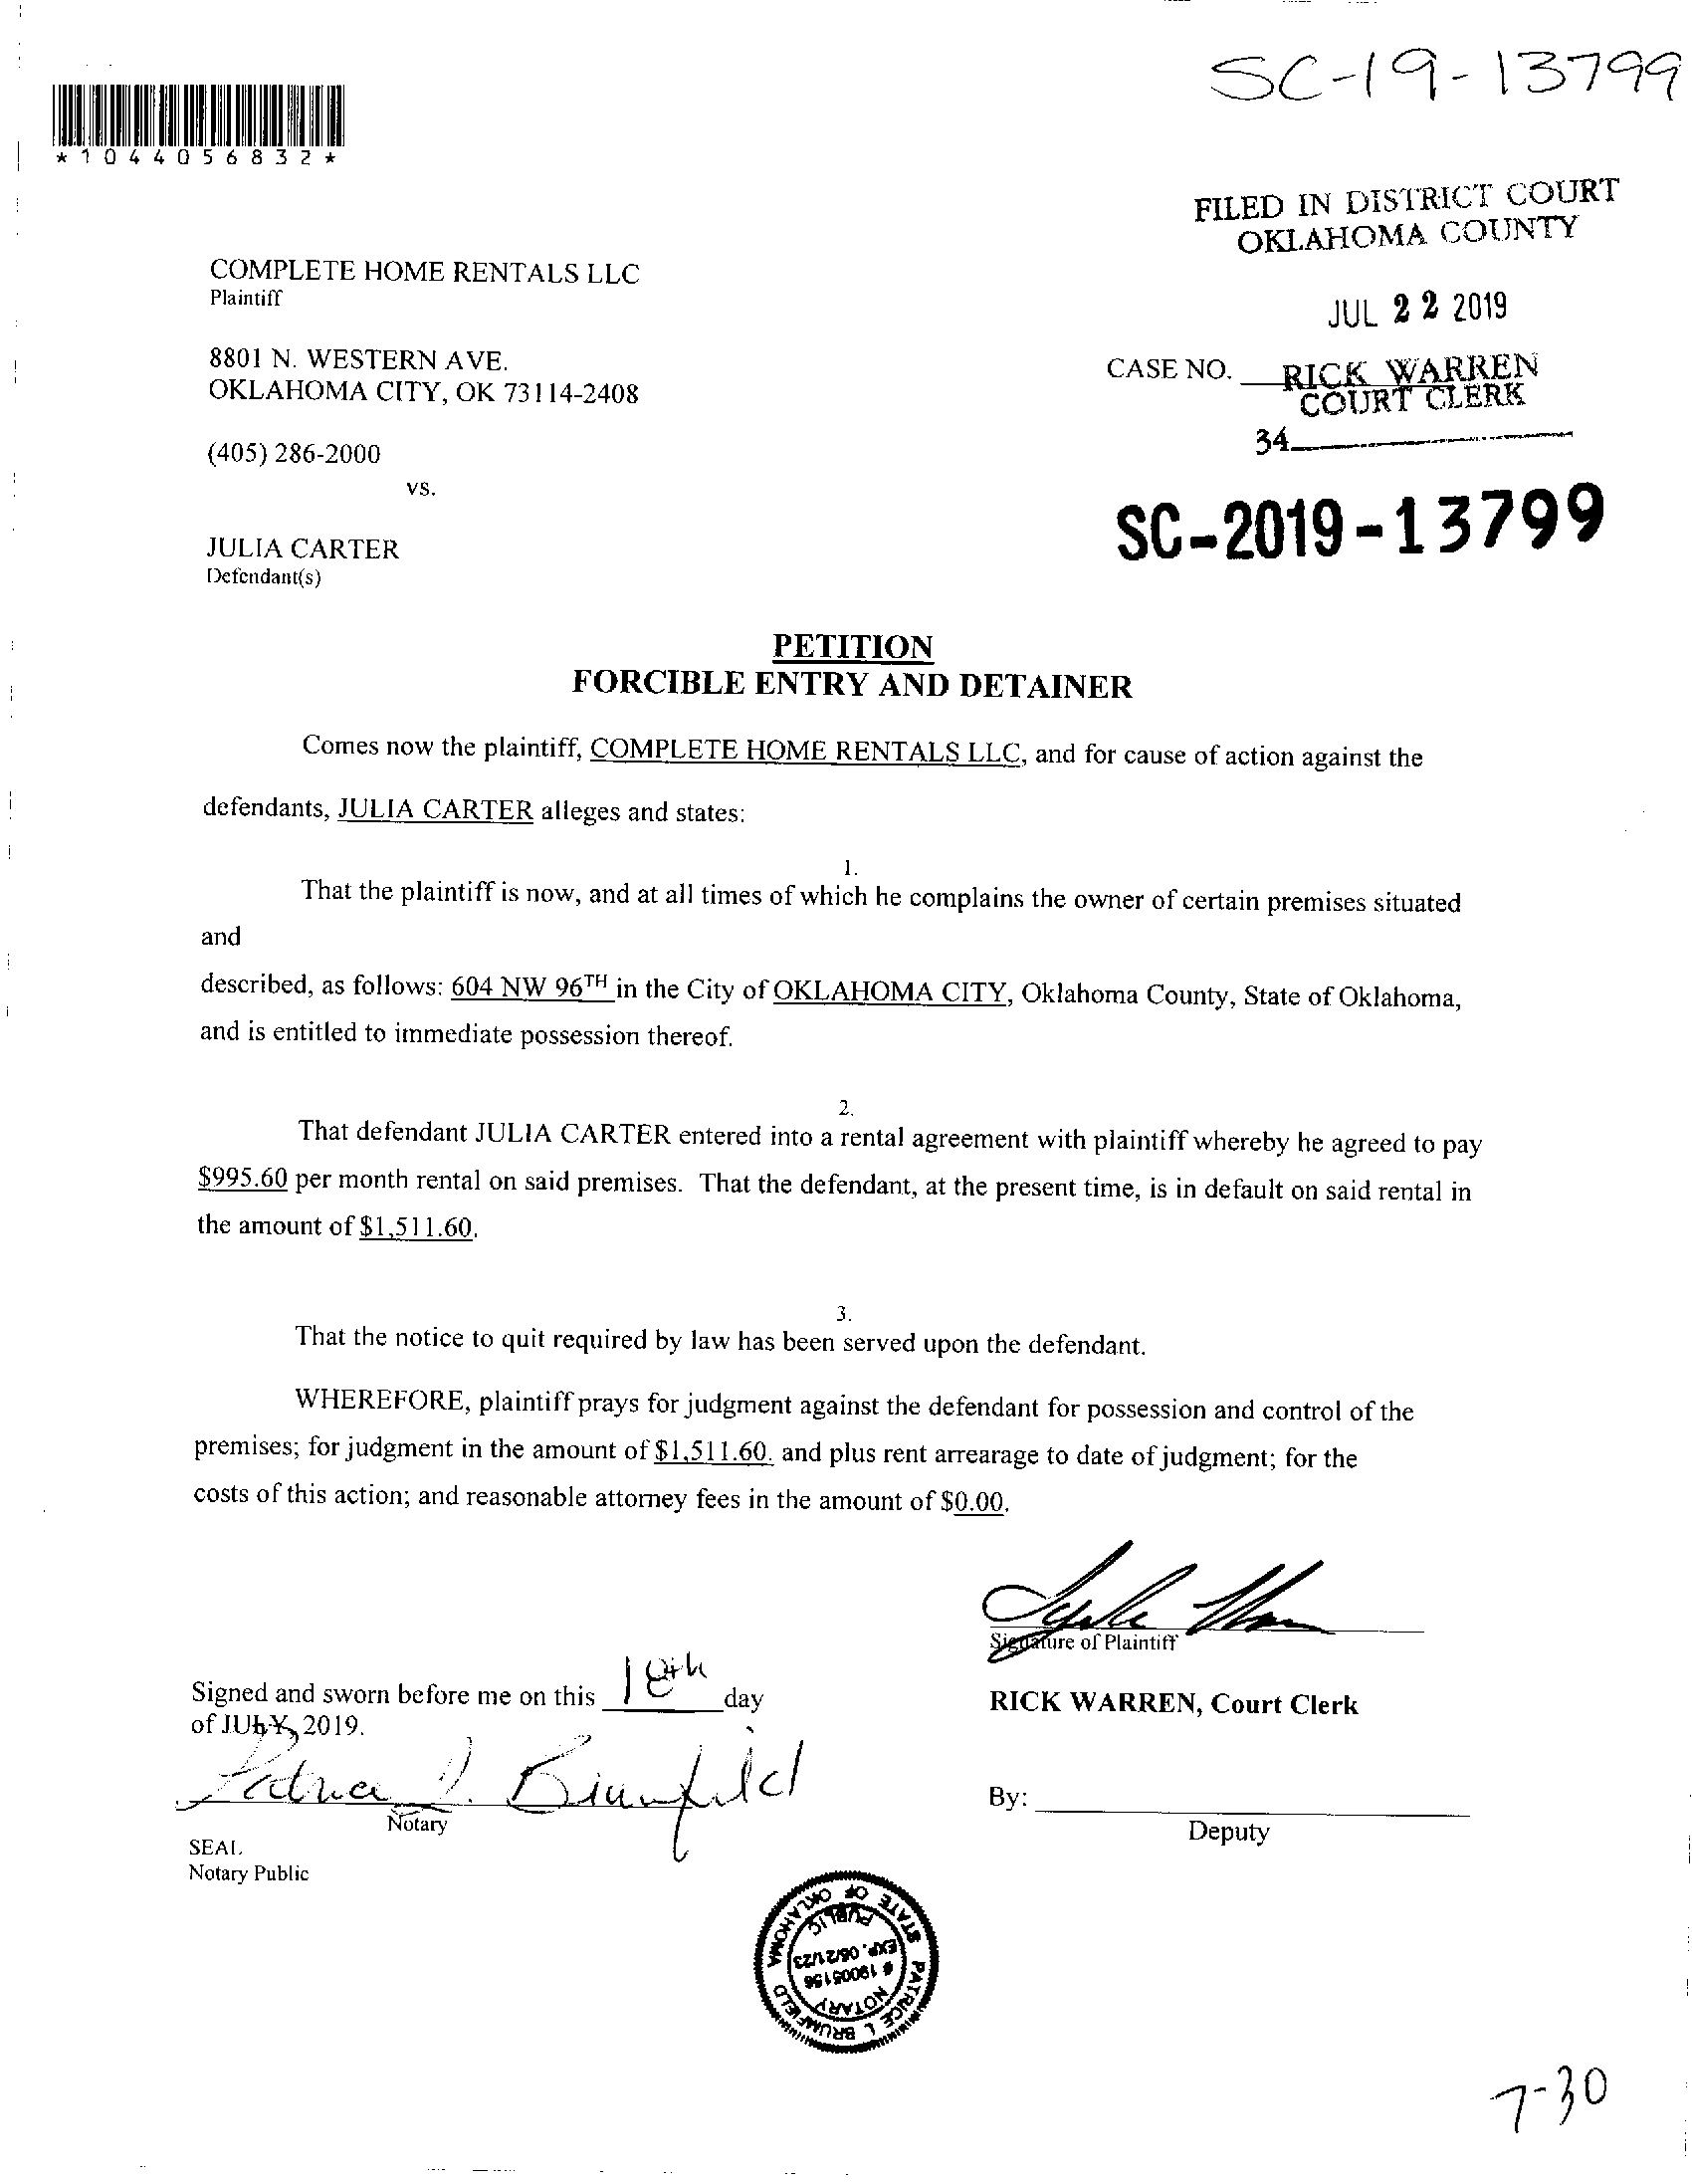 SC-19-13799
*1044056832*
FILED IN DISTRICT COURT
OKLAHOMA COUNTY
COMPLETE HOME RENTALS LLC
Plaintiff
JUL 22 2019
8801 N. WESTERN AVE.
OKLAHOMA CITY, OK 73114-2408
CASE NO. RICK WARREN
COURT CLERK
34
(405) 286-2000
vs.
SC-2019-13799
JULIA CARTER
Defendant(s)
PETITION
FORCIBLE ENTRY AND DETAINER
Comes now the plaintiff, COMPLETE HOME RENTALS LLC, and for cause of action against the
defendants, JULIA CARTER alleges and states:
1.
That the plaintiff is now, and at all times of which he complains the owner of certain premises situated
and
described, as follows: 604 NW 96TH in the City of OKLAHOMA CITY, Oklahoma County, State of Oklahoma,
and is entitled to immediate possession thereof.
2.
That defendant JULIA CARTER entered into a rental agreement with plaintiff whereby he agreed to pay
$995.60 per month rental on said premises. That the defendant, at the present time, is in default on said rental in
the amount of $1,511.60.
3.
That the notice to quit required by law has been served upon the defendant.
WHEREFORE, plaintiff prays for judgment against the defendant for possession and control of the
premises; for judgment in the amount of $1,511.60. and plus rent arrearage to date of judgment; for the
costs of this action; and reasonable attorney fees in the amount of $0.00.
Signature of Plaintiff
Signed and sworn before me on this 18th day
of JULY, 2019.
RICK WARREN, Court Clerk
Patrice L. Brumfield
Notary
By:
Deputy
SEAL
Notary Public
PATRICE L BRUMFIELD
STATE OF OKLAHOMA
NOTARY
# 19005156
EXP. 06/21/23
PUBLIC
7-30